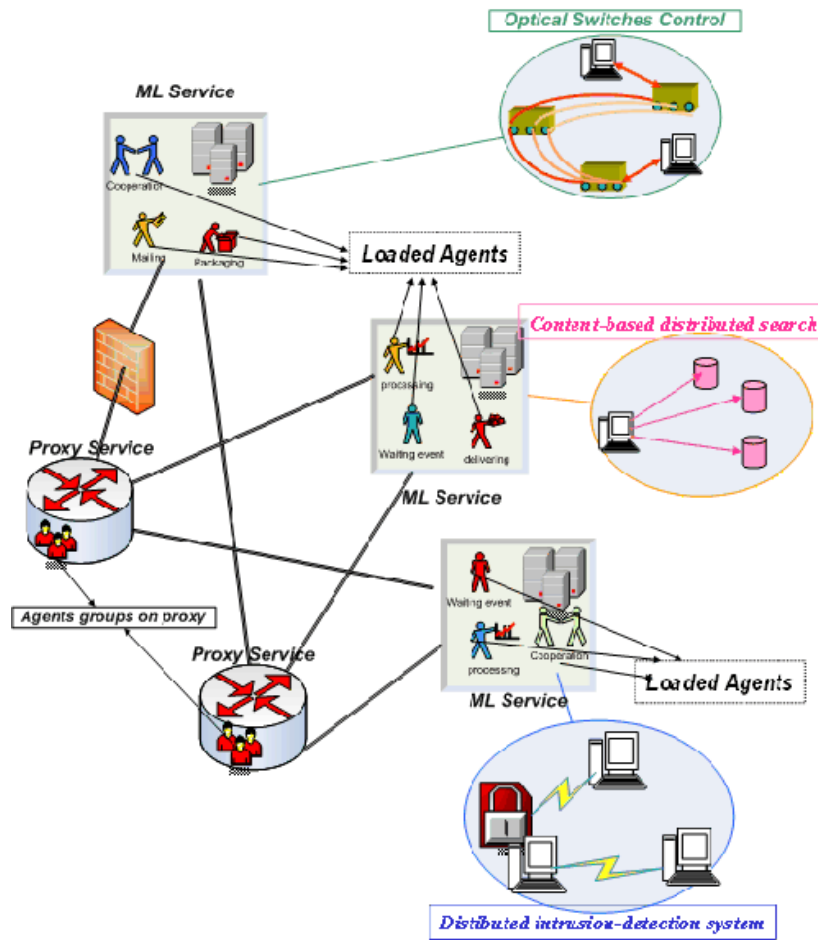 Optical Switches Control
ML Service
Cooperation
Mailing
Packaging
Loaded Agents
Content-based distributed search
processing
Waiting event
delivering
Proxy Service
ML Service
Waiting event
Agents groups on proxy
processing
Cooperation
Proxy Service
Loaded Agents
ML Service
Distibuted intrusion-detection system